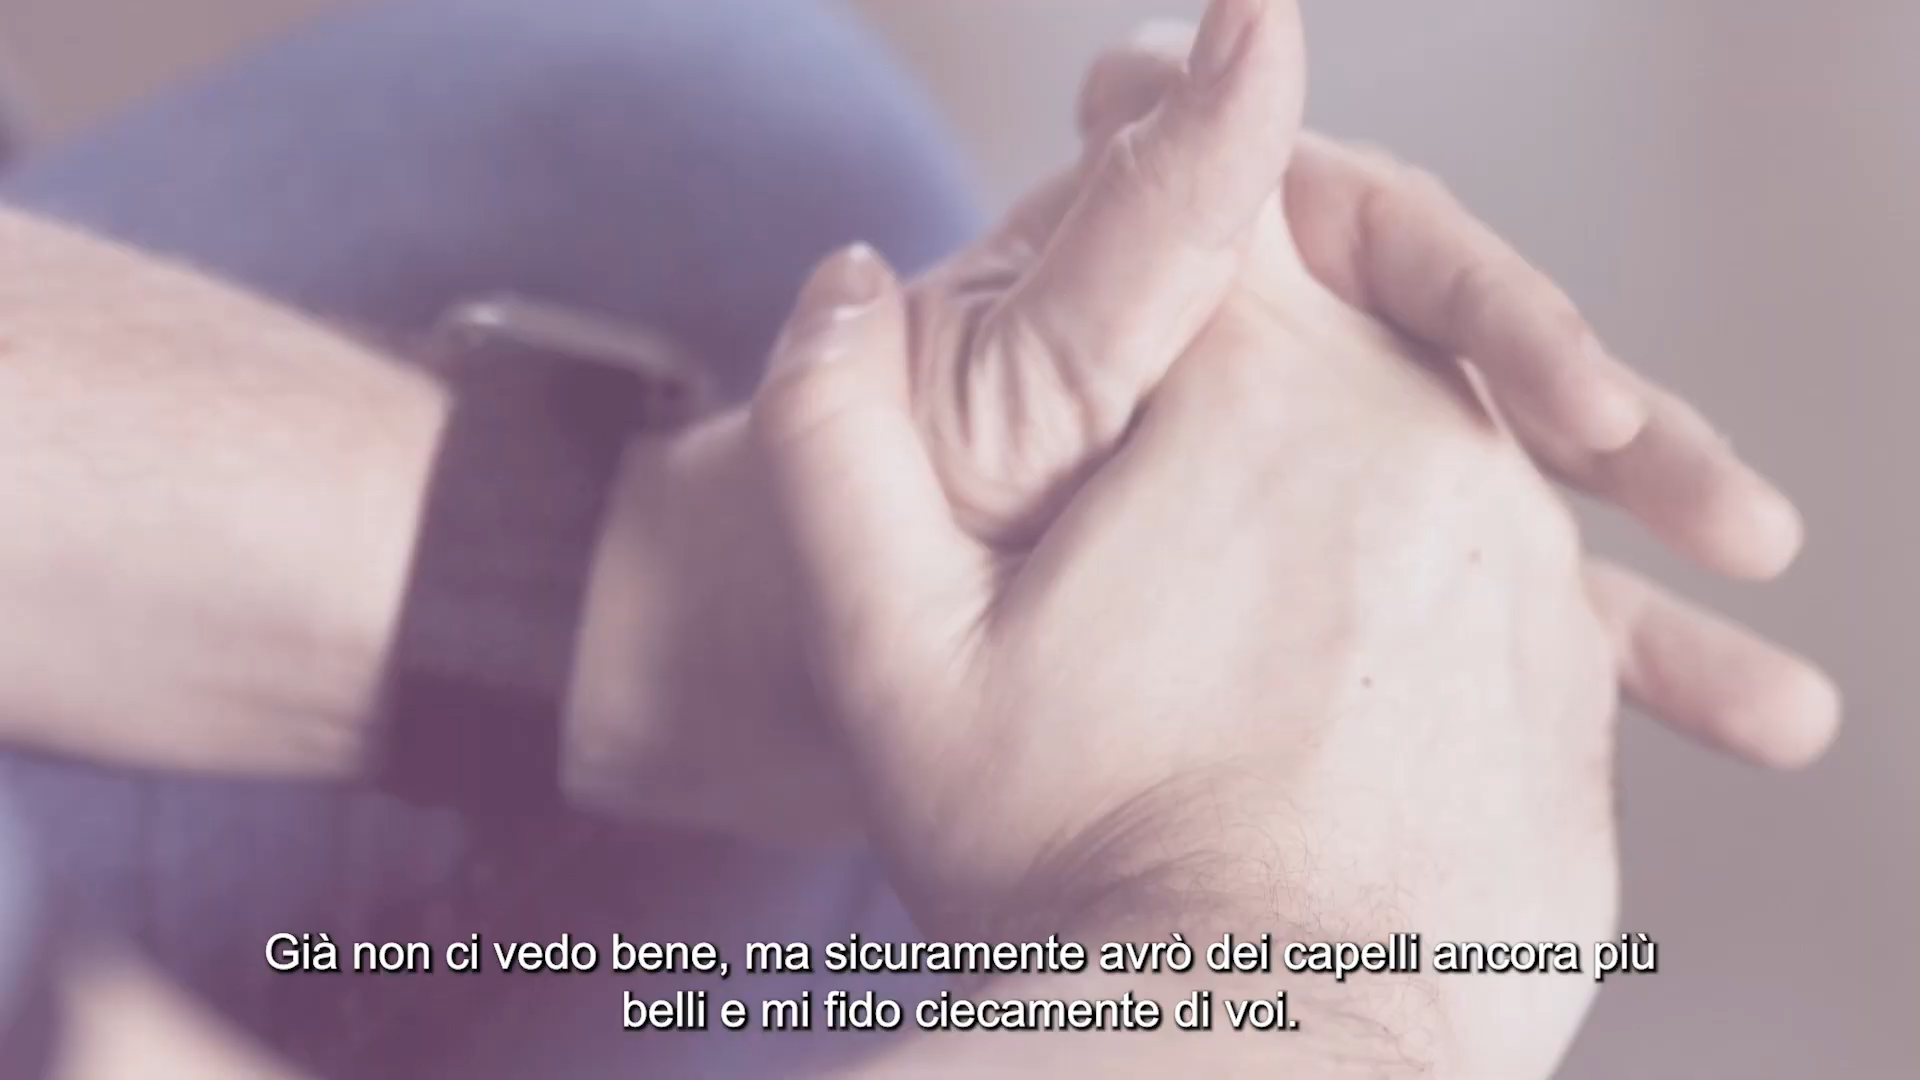 Già non ci vedo bene, ma sicuramente avrò dei capelli ancora più
belli e mi fido ciecamente di voi.